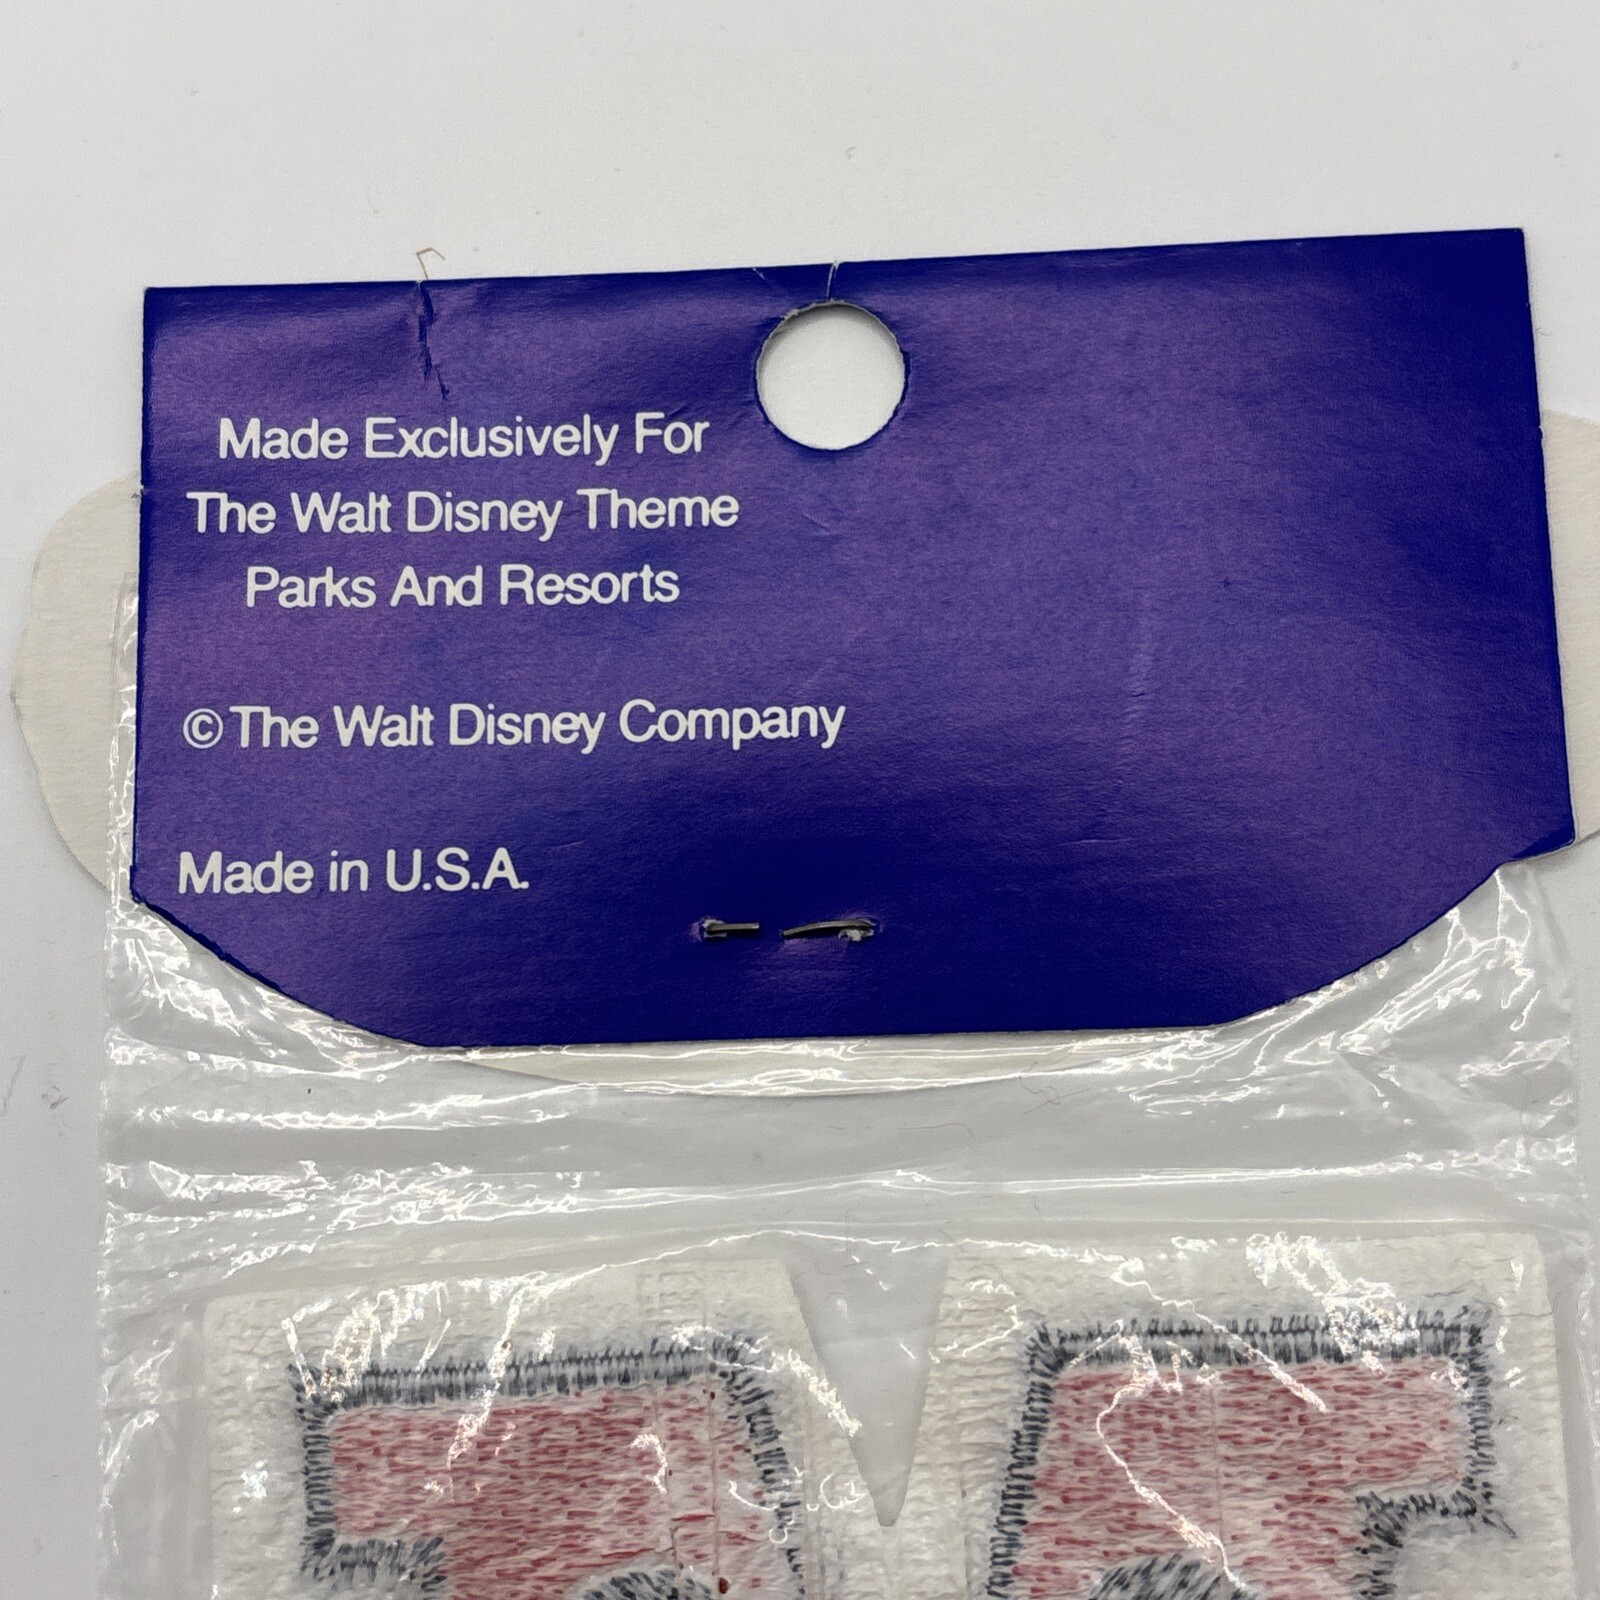 Made Exclusively For
The Walt Disney Theme
Parks And Resorts
© The Walt Disney Company
Made in U.S.A.